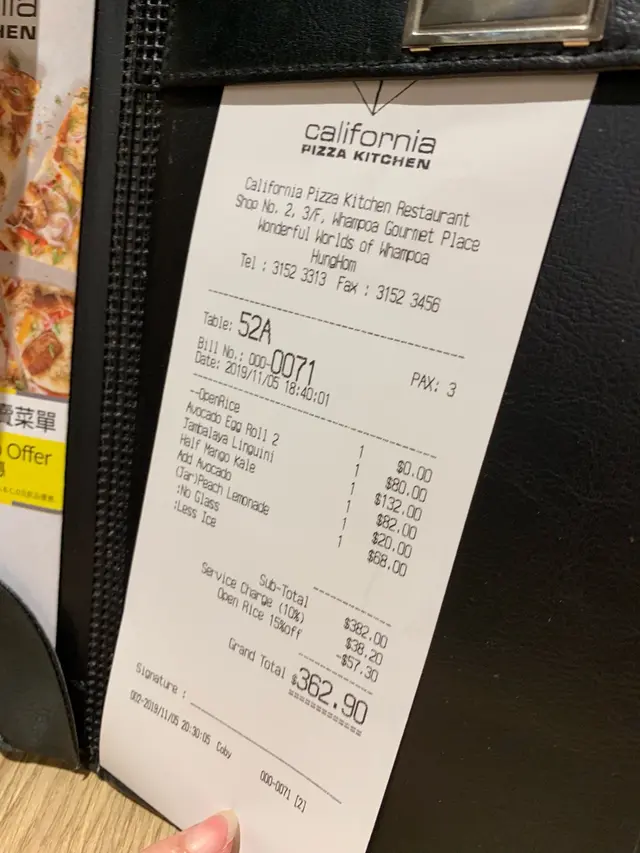 HEN
賣菜單
Offer
california
PIZZA KITCHEN
California Pizza Kitchen Restaurant
Shop No. 2, 3/F, Whampoa Gourmet Place
Wonderful Worlds of Whampoa
HungHom
Tel : 3152 3313 Fax : 3152 3456
Table: 52A PAX: 3
Bill No.: 000-0071
Date: 2019/11/05 18:40:01
--OpenRice 1 $0.00
Avocado Egg Roll 2 1 $80.00
Jambalaya Linguini 1 $132.00
Half Mango Kale 1 $82.00
Add Avocado 1 $20.00
(Jar)Peach Lemonade 1 $68.00
:No Glass
:Less Ice
Sub-Total $382.00
Service Charge (10%) $38.20
Open Rice 15%off -$57.30
Grand Total $362.90
Signature :
002-2019/11/05 20:30:05 Coby 000-0071 [2]